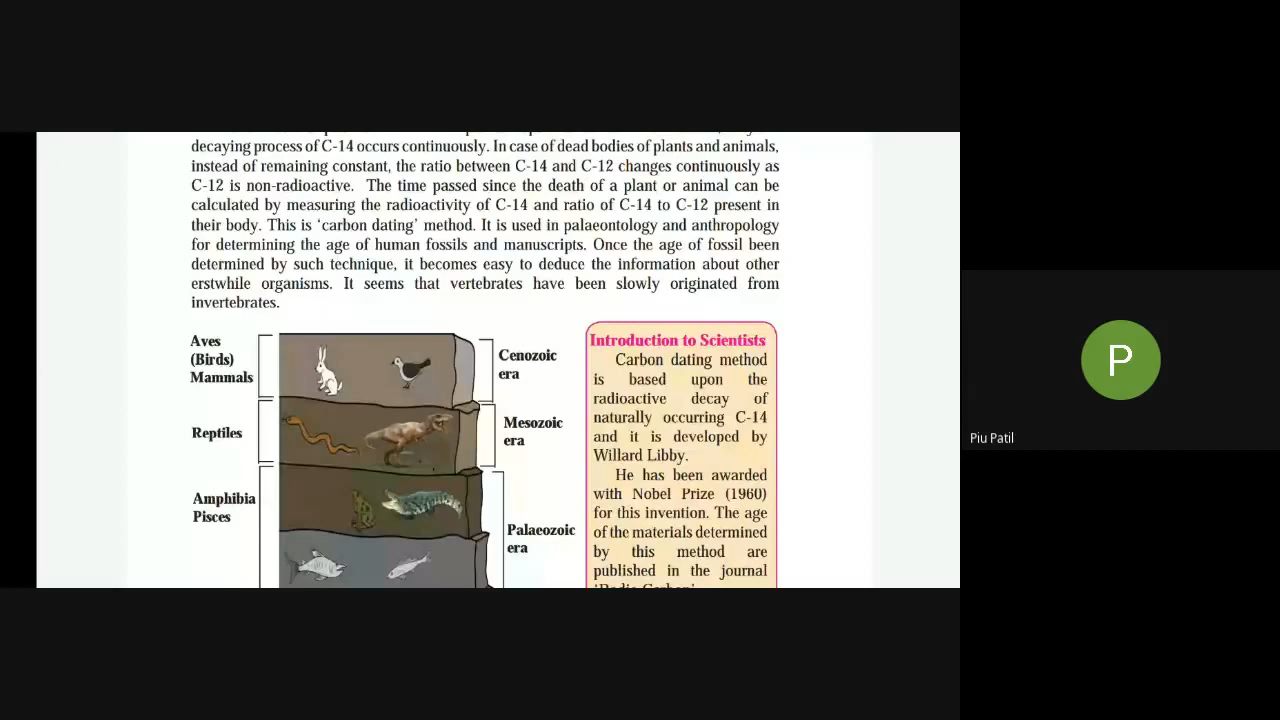 decaying process of C-14 occurs continuously. In case of dead bodies of plants and animals,
instead of remaining constant, the ratio between C-14 and C-12 changes continuously as
C-12 is non-radioactive. The time passed since the death of a plant or animal can be
calculated by measuring the radioactivity of C-14 and ratio of C-14 to C-12 present in
their body. This is ‘carbon dating’ method. It is used in palaeontology and anthropology
for determining the age of human fossils and manuscripts. Once the age of fossil been
determined by such technique, it becomes easy to deduce the information about other
erstwhile organisms. It seems that vertebrates have been slowly originated from
invertebrates.
Aves
(Birds)
Mammals
Cenozoic
era
Reptiles
Mesozoic
era
Amphibia
Pisces
Palaeozoic
era
Introduction to Scientists
Carbon dating method
is based upon the
radioactive decay of
naturally occurring C-14
and it is developed by
Willard Libby.
He has been awarded
with Nobel Prize (1960)
for this invention. The age
of the materials determined
by this method are
published in the journal
P
Piu Patil